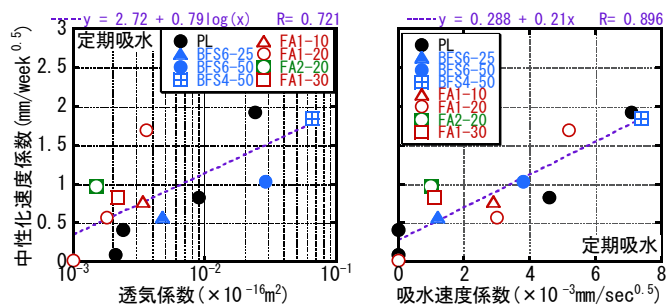 y = 2.72 + 0.79log(x) R= 0.721
定期吸水
PL
BFS6-25
BFS6-50
BFS4-50
FA1-10
FA1-20
FA2-20
FA1-30
中性化速度係数(mm/week^0.5)
3
2.5
2
1.5
1
0.5
0
10^-3
10^-2
10^-1
透気係数(×10^-16m^2)
y = 0.288 + 0.21x R= 0.896
PL
BFS6-25
BFS6-50
BFS4-50
FA1-10
FA1-20
FA2-20
FA1-30
定期吸水
0
2
4
6
8
吸水速度係数(×10^-3mm/sec^0.5)